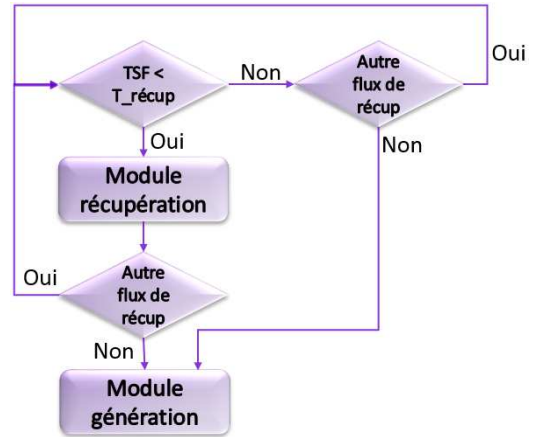 TSF <
T_récup
Non
Autre
flux de
récup
Oui
Oui
Non
Module
récupération
Oui
Autre
flux de
récup
Non
Module
génération